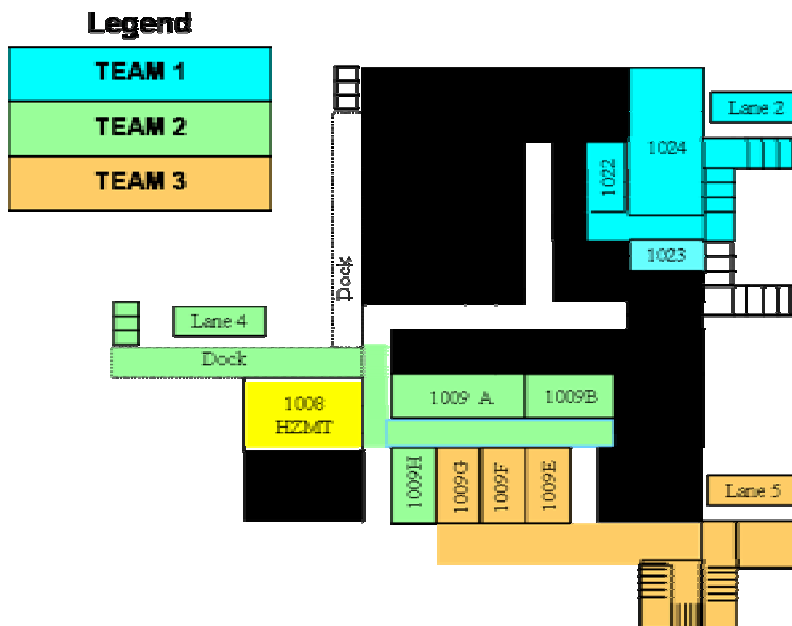 Legend
TEAM 1
TEAM 2
TEAM 3
Lane 2
1024
1022
1023
Dock
Lane 4
Dock
1008
HZMT
1009 A
1009B
1009H
1009G
1009F
1009E
Lane 5